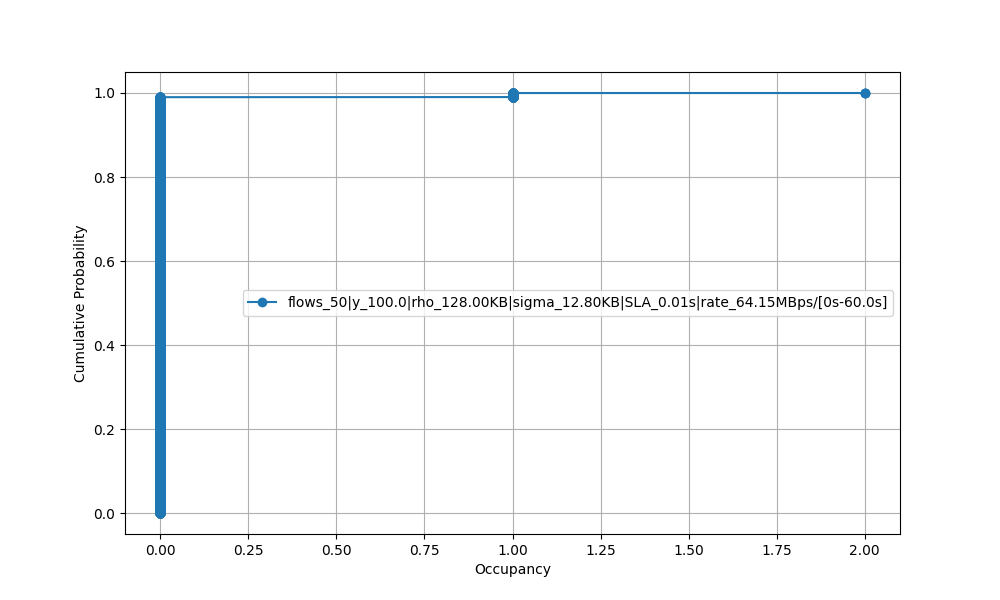 1.0
0.8
0.6
0.4
0.2
0.0
Cumulative Probability
flows_50|y_100.0|rho_128.00KB|sigma_12.80KB|SLA_0.01s|rate_64.15MBps/[0s-60.0s]
0.00 0.25 0.50 0.75 1.00 1.25 1.50 1.75 2.00
Occupancy